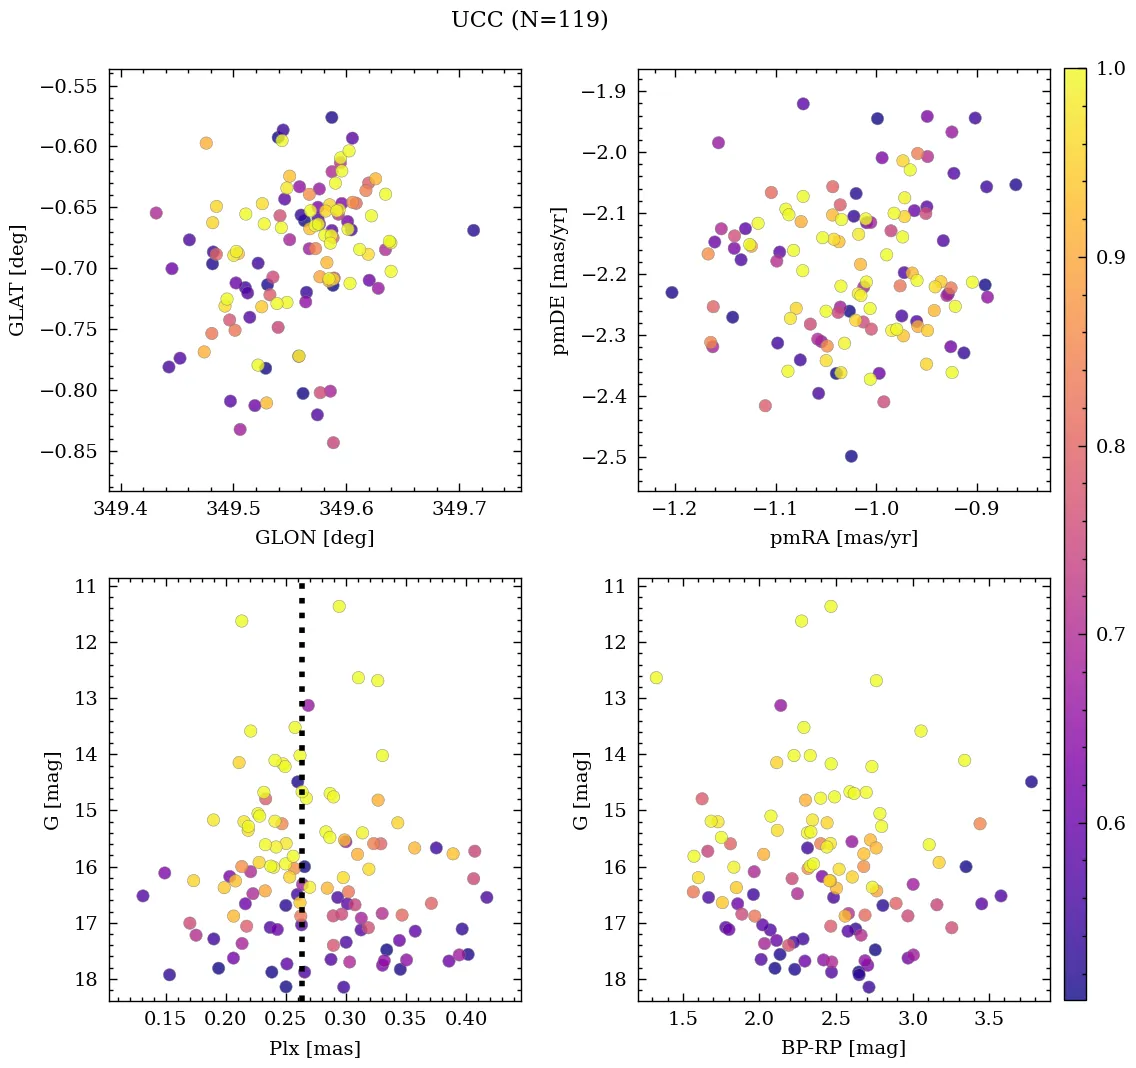 UCC (N=119)
−0.55
−0.60
−0.65
−0.70
−0.75
−0.80
−0.85
GLAT [deg]
349.4 349.5 349.6 349.7
GLON [deg]
−1.9
−2.0
−2.1
−2.2
−2.3
−2.4
−2.5
pmDE [mas/yr]
−1.2 −1.1 −1.0 −0.9
pmRA [mas/yr]
1.0
0.9
0.8
0.7
0.6
11
12
13
14
15
16
17
18
G [mag]
0.15 0.20 0.25 0.30 0.35 0.40
Plx [mas]
11
12
13
14
15
16
17
18
G [mag]
1.5 2.0 2.5 3.0 3.5
BP-RP [mag]